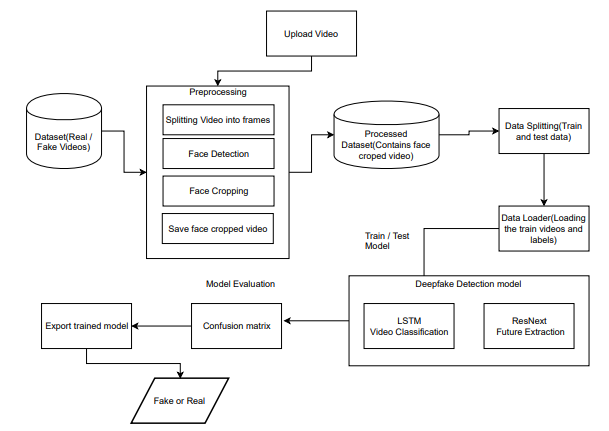 Upload Video
Preprocessing
Splitting Video into frames
Face Detection
Face Cropping
Save face cropped video
Dataset(Real /
Fake Videos)
Processed
Dataset(Contains face
croped video)
Data Splitting(Train
and test data)
Data Loader(Loading
the train videos and
labels)
Train / Test
Model
Deepfake Detection model
LSTM
Video Classification
ResNext
Future Extraction
Model Evaluation
Confusion matrix
Export trained model
Fake or Real